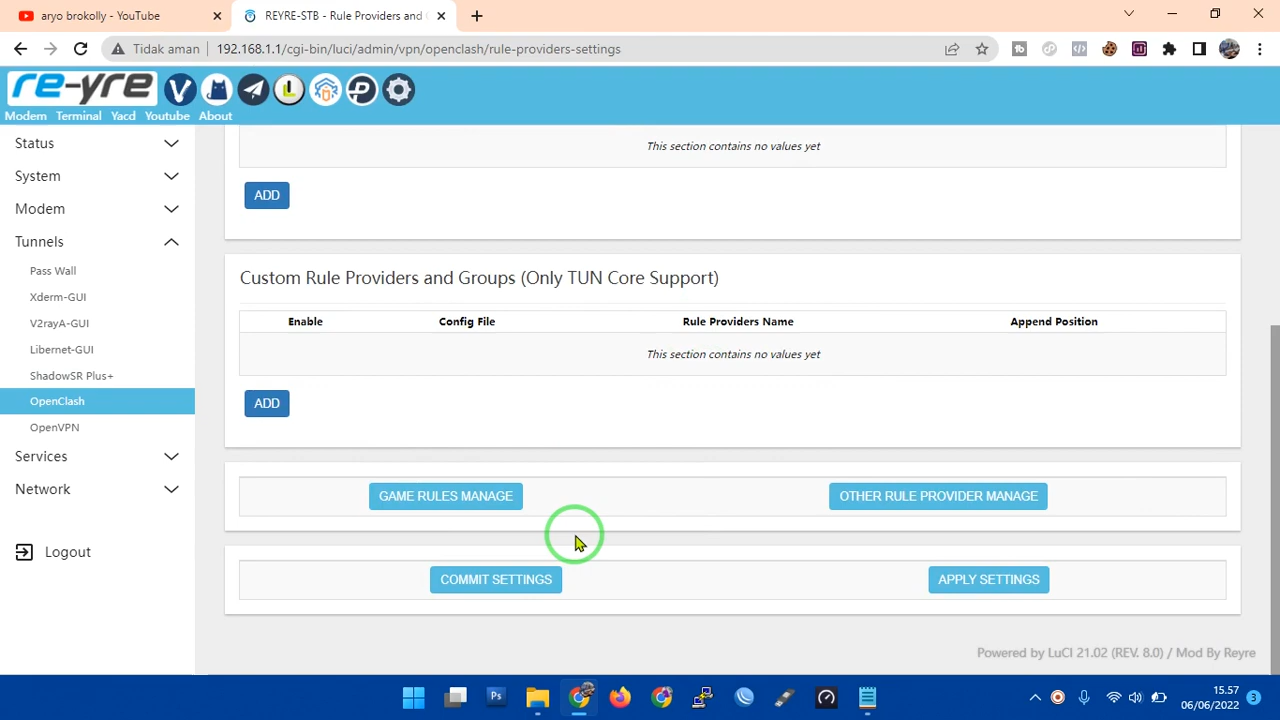 aryo brokolly - YouTube
REYRE-STB - Rule Providers and
Tidak aman
192.168.1.1/cgi-bin/luci/admin/vpn/openclash/rule-providers-settings
re-yre
Modem Terminal Yacd Youtube About
Status
System
Modem
Tunnels
Pass Wall
Xderm-GUI
V2rayA-GUI
Libernet-GUI
ShadowSR Plus+
OpenClash
OpenVPN
Services
Network
Logout
This section contains no values yet
ADD
Custom Rule Providers and Groups (Only TUN Core Support)
Enable Config File Rule Providers Name Append Position
This section contains no values yet
ADD
GAME RULES MANAGE OTHER RULE PROVIDER MANAGE
COMMIT SETTINGS APPLY SETTINGS
Powered by LuCI 21.02 (REV. 8.0) / Mod By Reyre
Ps
15.57
06/06/2022
3